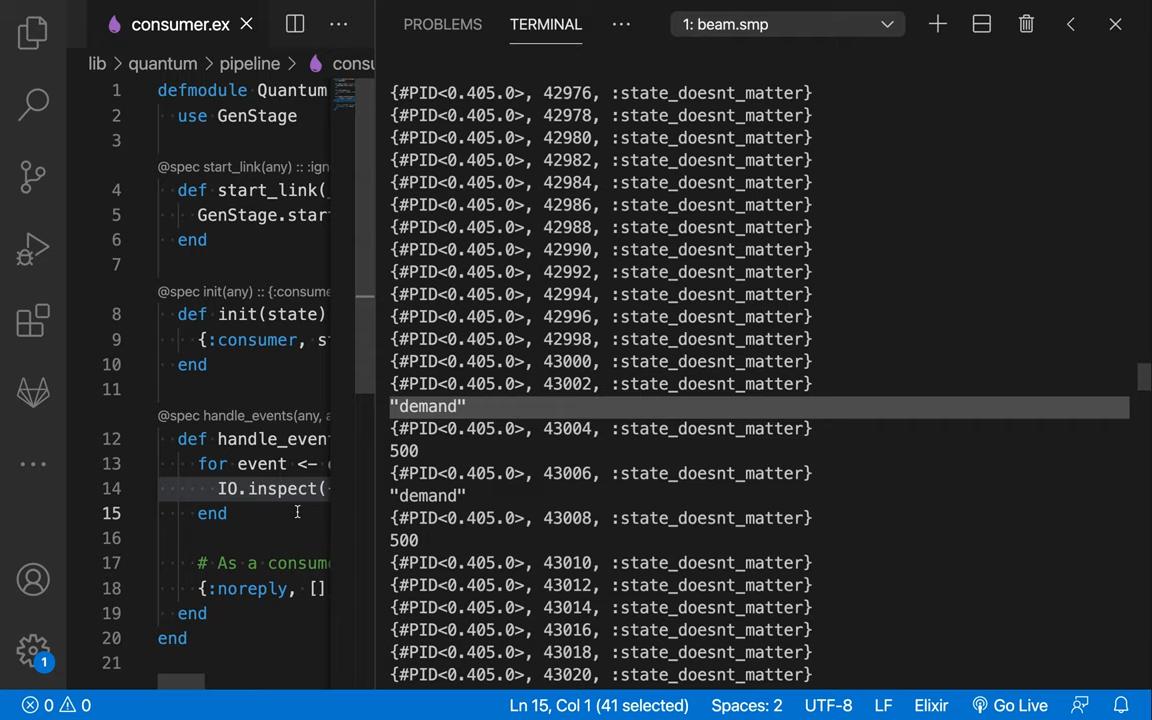 consumer.ex
PROBLEMS
TERMINAL
1: beam.smp
lib > quantum > pipeline > consu
1 defmodule Quantum
2 use GenStage
3
@spec start_link(any) :: :ign
4 def start_link(_
5 GenStage.star
6 end
7
@spec init(any) :: {:consume
8 def init(state)
9 {:consumer, s
10 end
11
@spec handle_events(any, a
12 def handle_even
13 for event <-
14 IO.inspect(
15 end
16
17 # As a consum
18 {:noreply, []
19 end
20 end
21
{#PID<0.405.0>, 42976, :state_doesnt_matter}
{#PID<0.405.0>, 42978, :state_doesnt_matter}
{#PID<0.405.0>, 42980, :state_doesnt_matter}
{#PID<0.405.0>, 42982, :state_doesnt_matter}
{#PID<0.405.0>, 42984, :state_doesnt_matter}
{#PID<0.405.0>, 42986, :state_doesnt_matter}
{#PID<0.405.0>, 42988, :state_doesnt_matter}
{#PID<0.405.0>, 42990, :state_doesnt_matter}
{#PID<0.405.0>, 42992, :state_doesnt_matter}
{#PID<0.405.0>, 42994, :state_doesnt_matter}
{#PID<0.405.0>, 42996, :state_doesnt_matter}
{#PID<0.405.0>, 42998, :state_doesnt_matter}
{#PID<0.405.0>, 43000, :state_doesnt_matter}
{#PID<0.405.0>, 43002, :state_doesnt_matter}
"demand"
{#PID<0.405.0>, 43004, :state_doesnt_matter}
500
{#PID<0.405.0>, 43006, :state_doesnt_matter}
"demand"
{#PID<0.405.0>, 43008, :state_doesnt_matter}
500
{#PID<0.405.0>, 43010, :state_doesnt_matter}
{#PID<0.405.0>, 43012, :state_doesnt_matter}
{#PID<0.405.0>, 43014, :state_doesnt_matter}
{#PID<0.405.0>, 43016, :state_doesnt_matter}
{#PID<0.405.0>, 43018, :state_doesnt_matter}
{#PID<0.405.0>, 43020, :state_doesnt_matter}
1
0 0 Ln 15, Col 1 (41 selected) Spaces: 2 UTF-8 LF Elixir Go Live